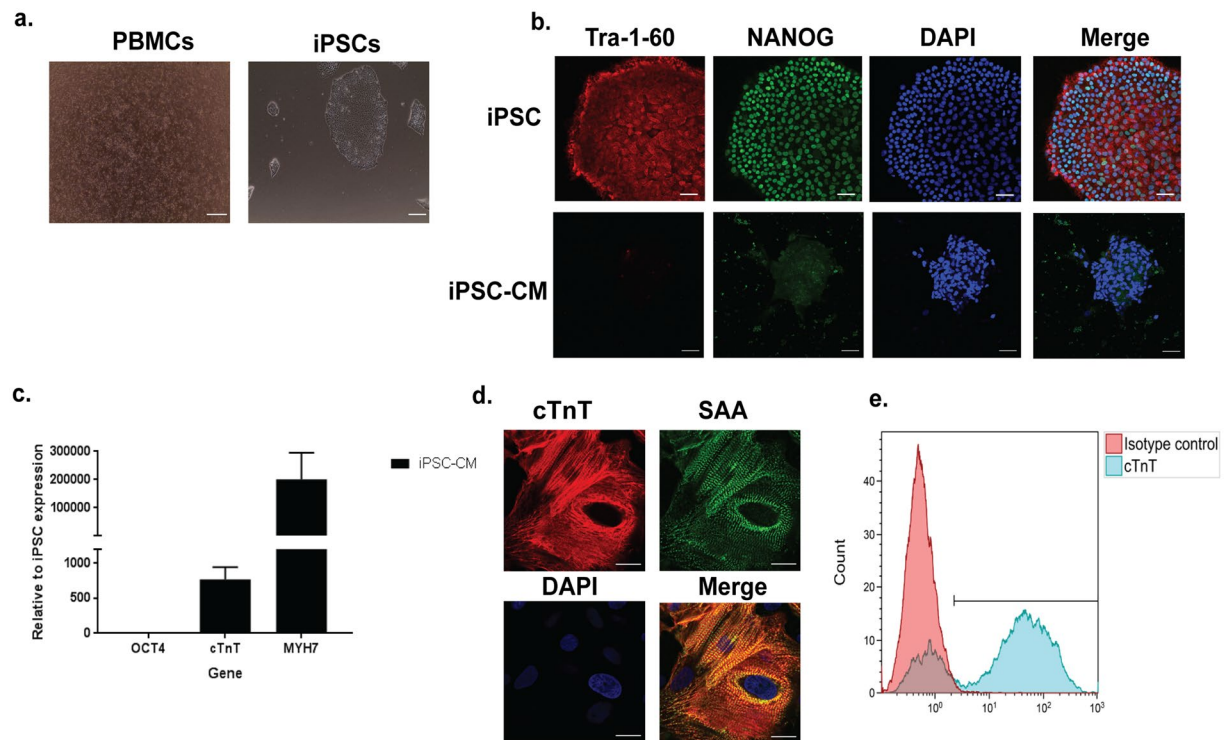 a.
PBMCs
iPSCs
b.
Tra-1-60
NANOG
DAPI
Merge
iPSC
iPSC-CM
c.
Relative to iPSC expression
300000
200000
100000
1000
500
0
OCT4
cTnT
MYH7
Gene
iPSC-CM
d.
cTnT
SAA
DAPI
Merge
e.
Isotype control
cTnT
Count
40
30
20
10
0
10⁰
10¹
10²
10³